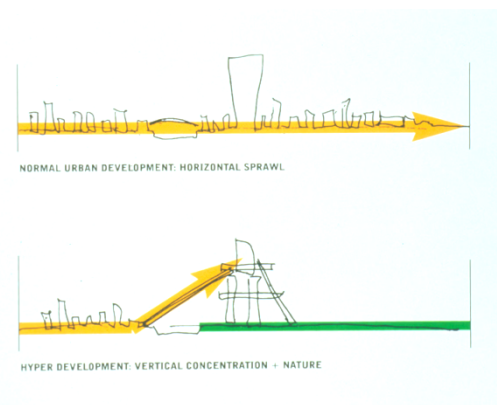 NORMAL URBAN DEVELOPMENT: HORIZONTAL SPRAWL
HYPER DEVELOPMENT: VERTICAL CONCENTRATION + NATURE